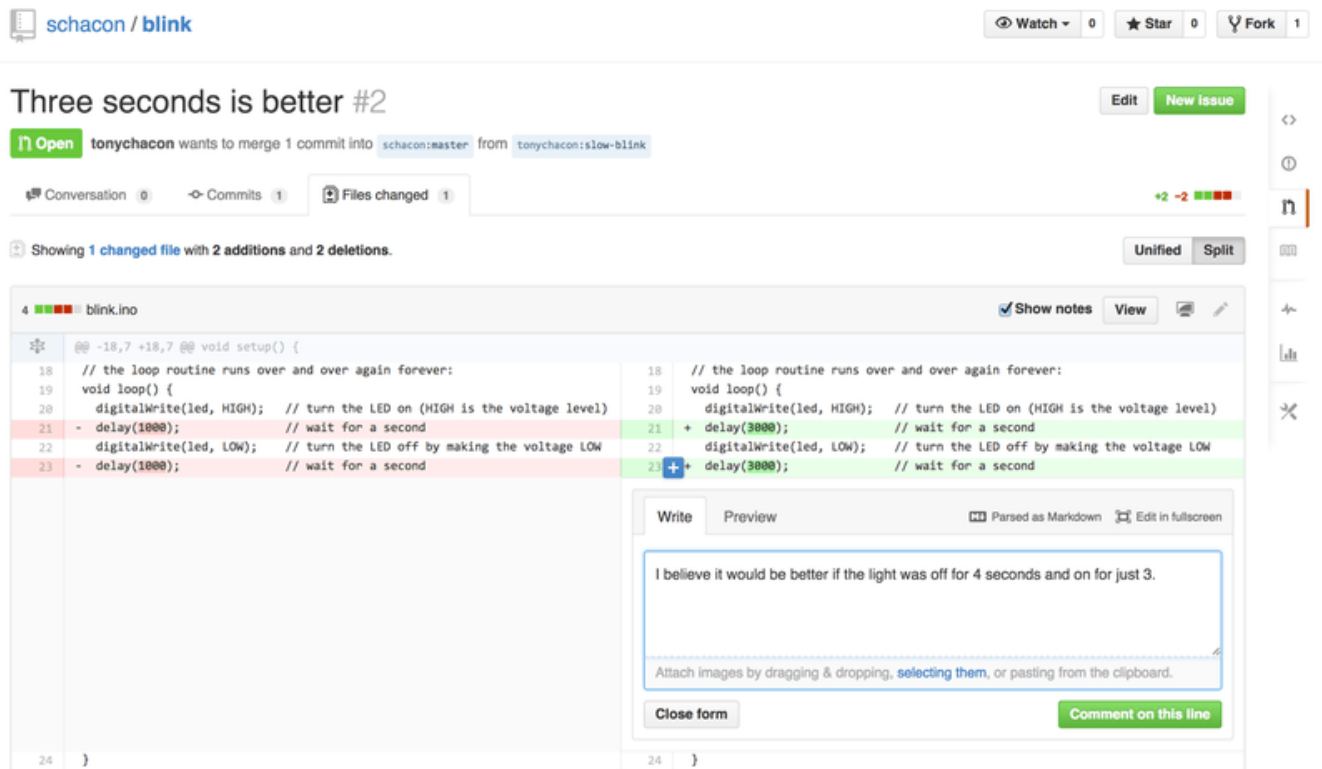 schacon / blink
Watch 0 Star 0 Fork 1
Three seconds is better #2
Edit New issue
Open tonychacon wants to merge 1 commit into schacon:master from tonychacon:slow-blink
Conversation 0 Commits 1 Files changed 1
+2 −2
Showing 1 changed file with 2 additions and 2 deletions.
Unified Split
4 blink.ino
Show notes View
@@ -18,7 +18,7 @@ void setup() {
18 // the loop routine runs over and over again forever:
19 void loop() {
20 digitalWrite(led, HIGH); // turn the LED on (HIGH is the voltage level)
21 - delay(1000); // wait for a second
22 digitalWrite(led, LOW); // turn the LED off by making the voltage LOW
23 - delay(1000); // wait for a second
24 }
18 // the loop routine runs over and over again forever:
19 void loop() {
20 digitalWrite(led, HIGH); // turn the LED on (HIGH is the voltage level)
21 + delay(3000); // wait for a second
22 digitalWrite(led, LOW); // turn the LED off by making the voltage LOW
23 + + delay(3000); // wait for a second
Write Preview
Parsed as Markdown Edit in fullscreen
I believe it would be better if the light was off for 4 seconds and on for just 3.
Attach images by dragging & dropping, selecting them, or pasting from the clipboard.
Close form Comment on this line
24 }